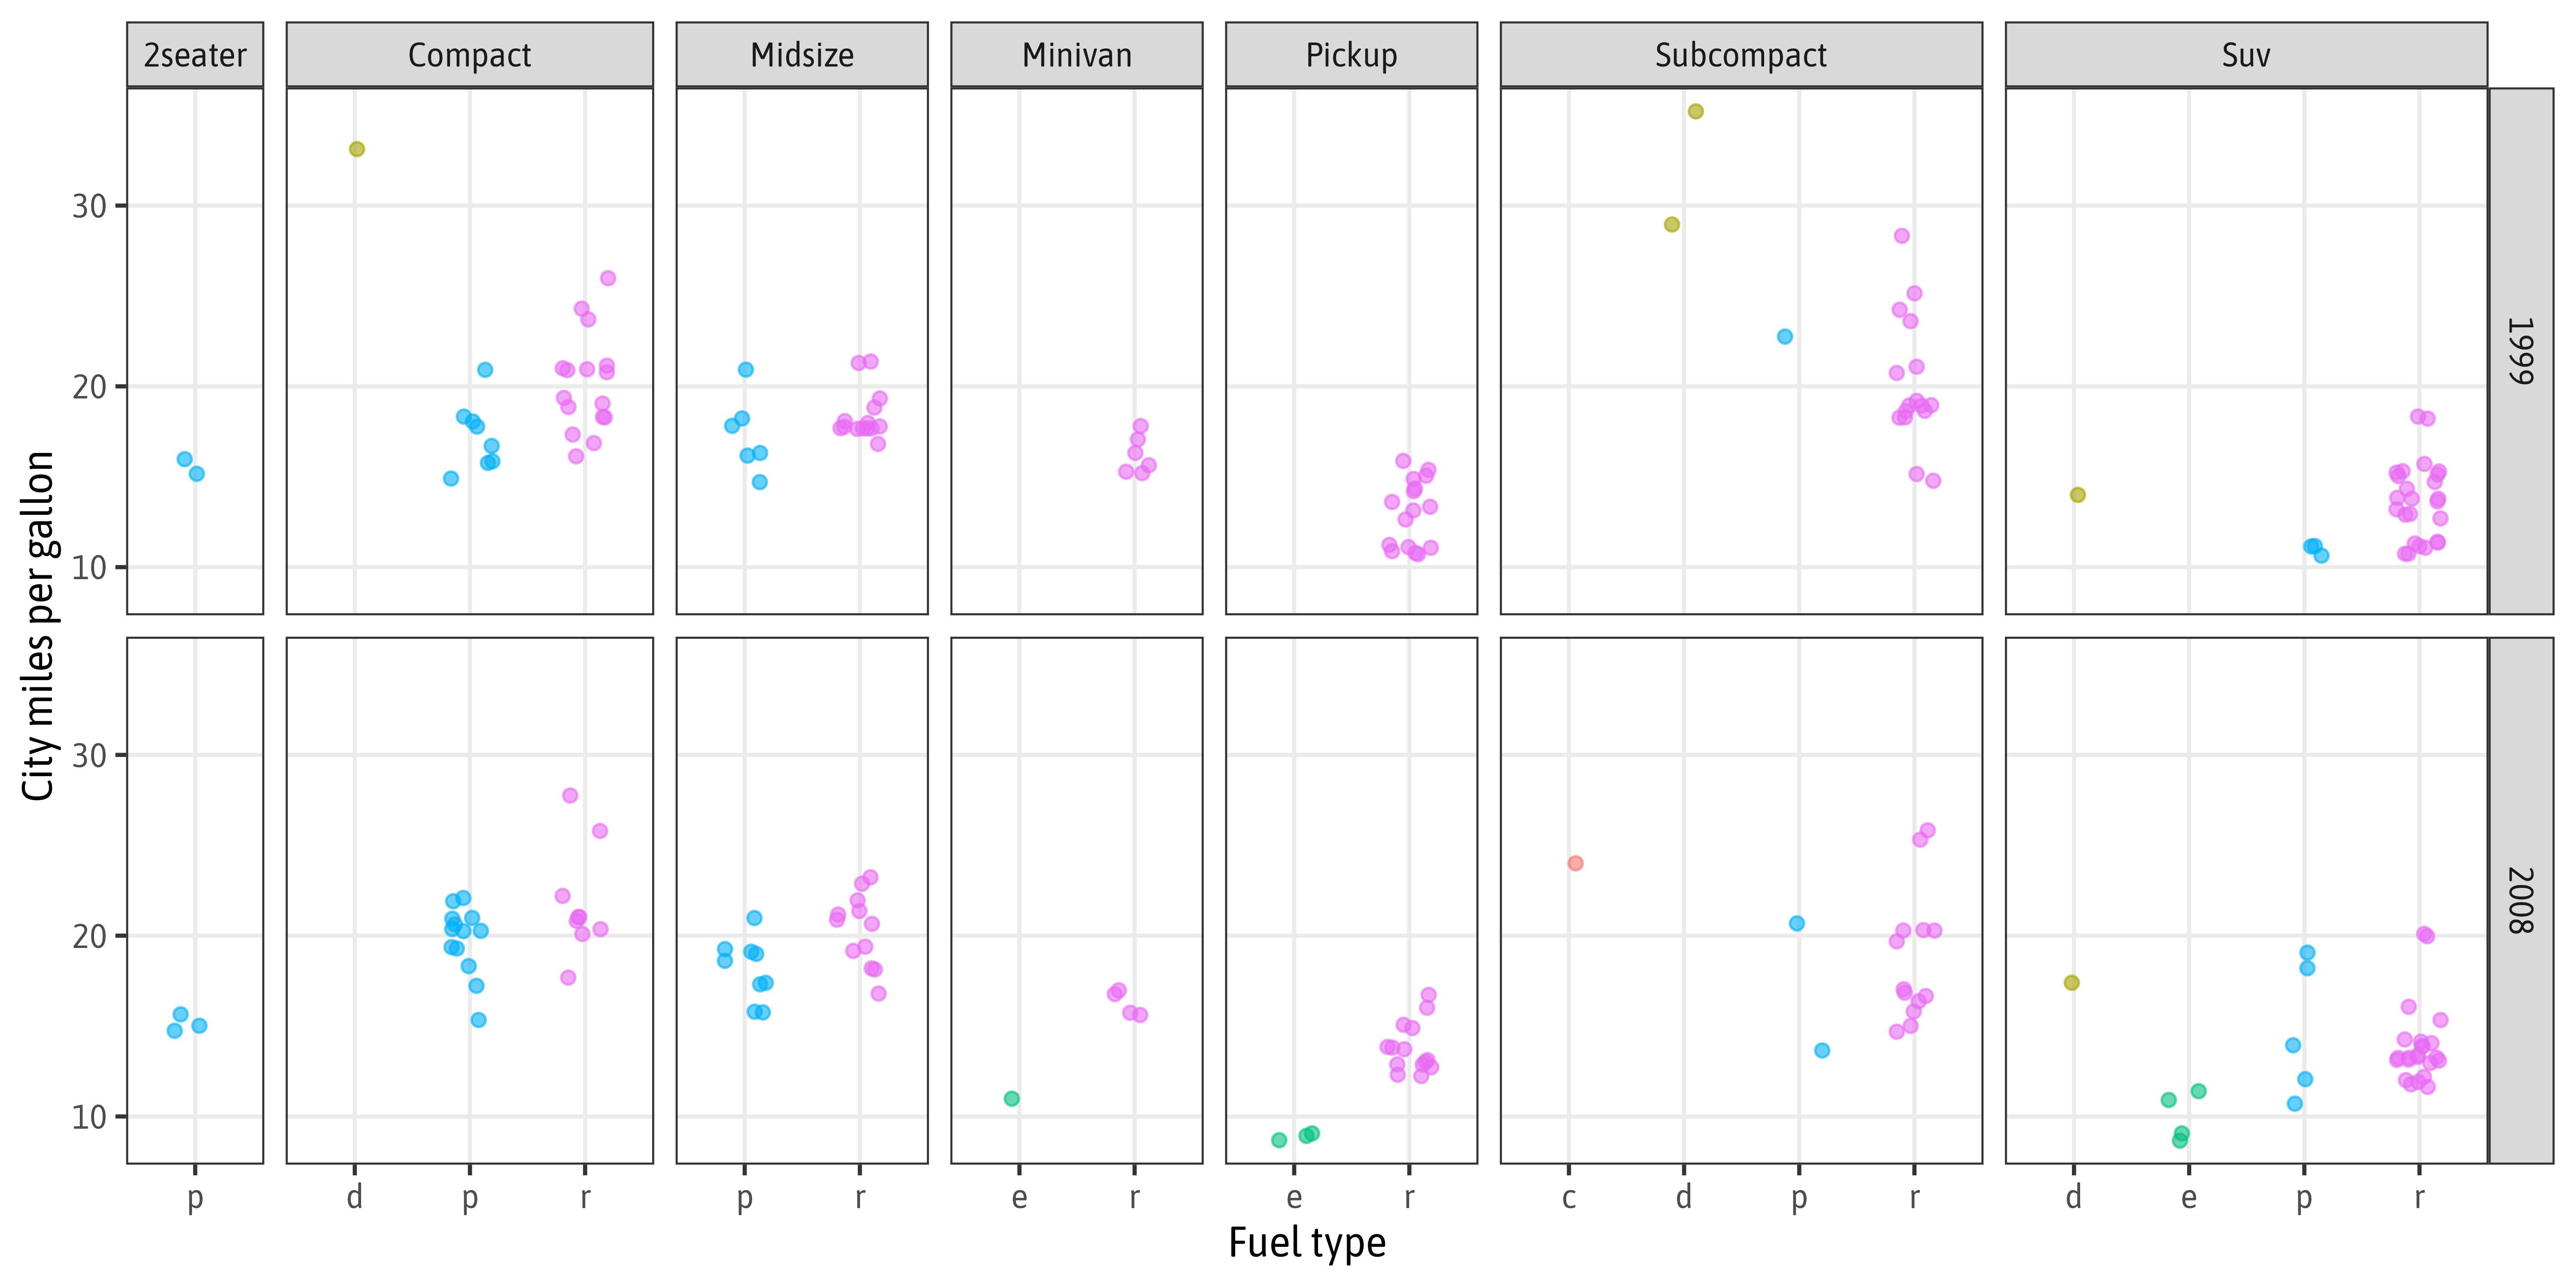 2seater Compact Midsize Minivan Pickup Subcompact Suv
City miles per gallon
30
20
10
1999
30
20
10
2008
p d p r p r e r e r c d p r d e p r
Fuel type